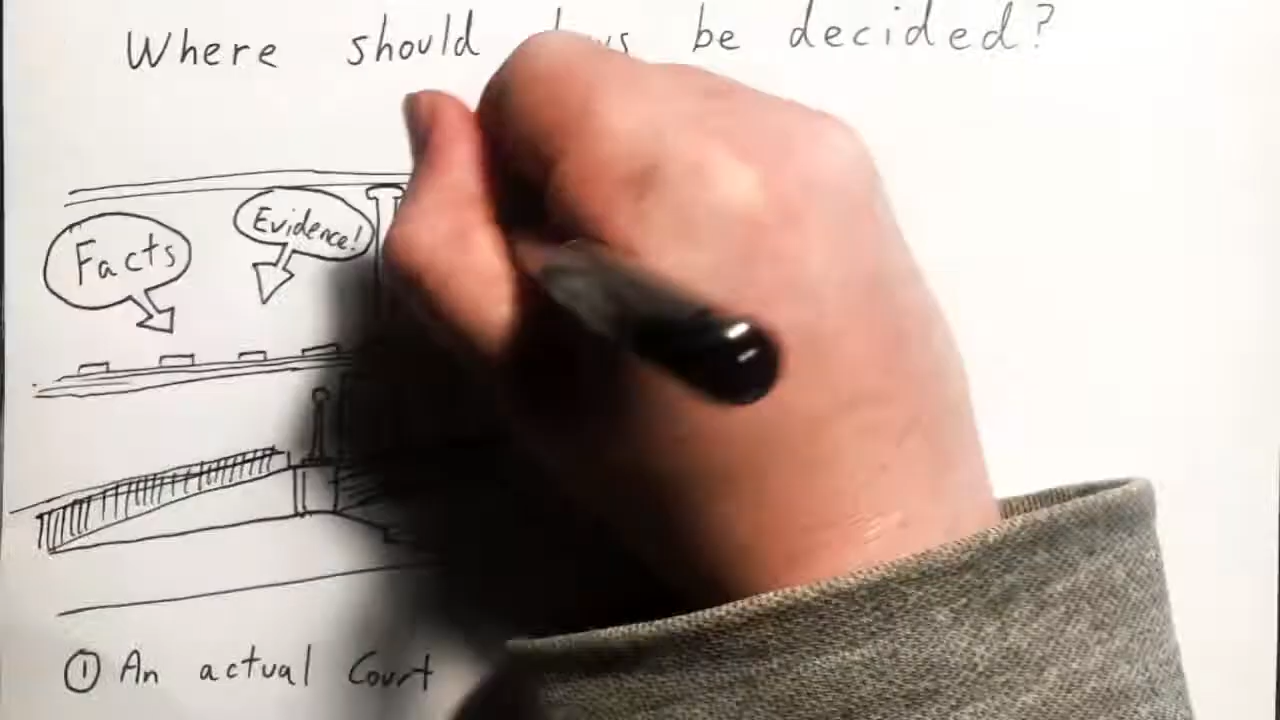 Where should be decided?
Facts
Evidence!
① An actual Court